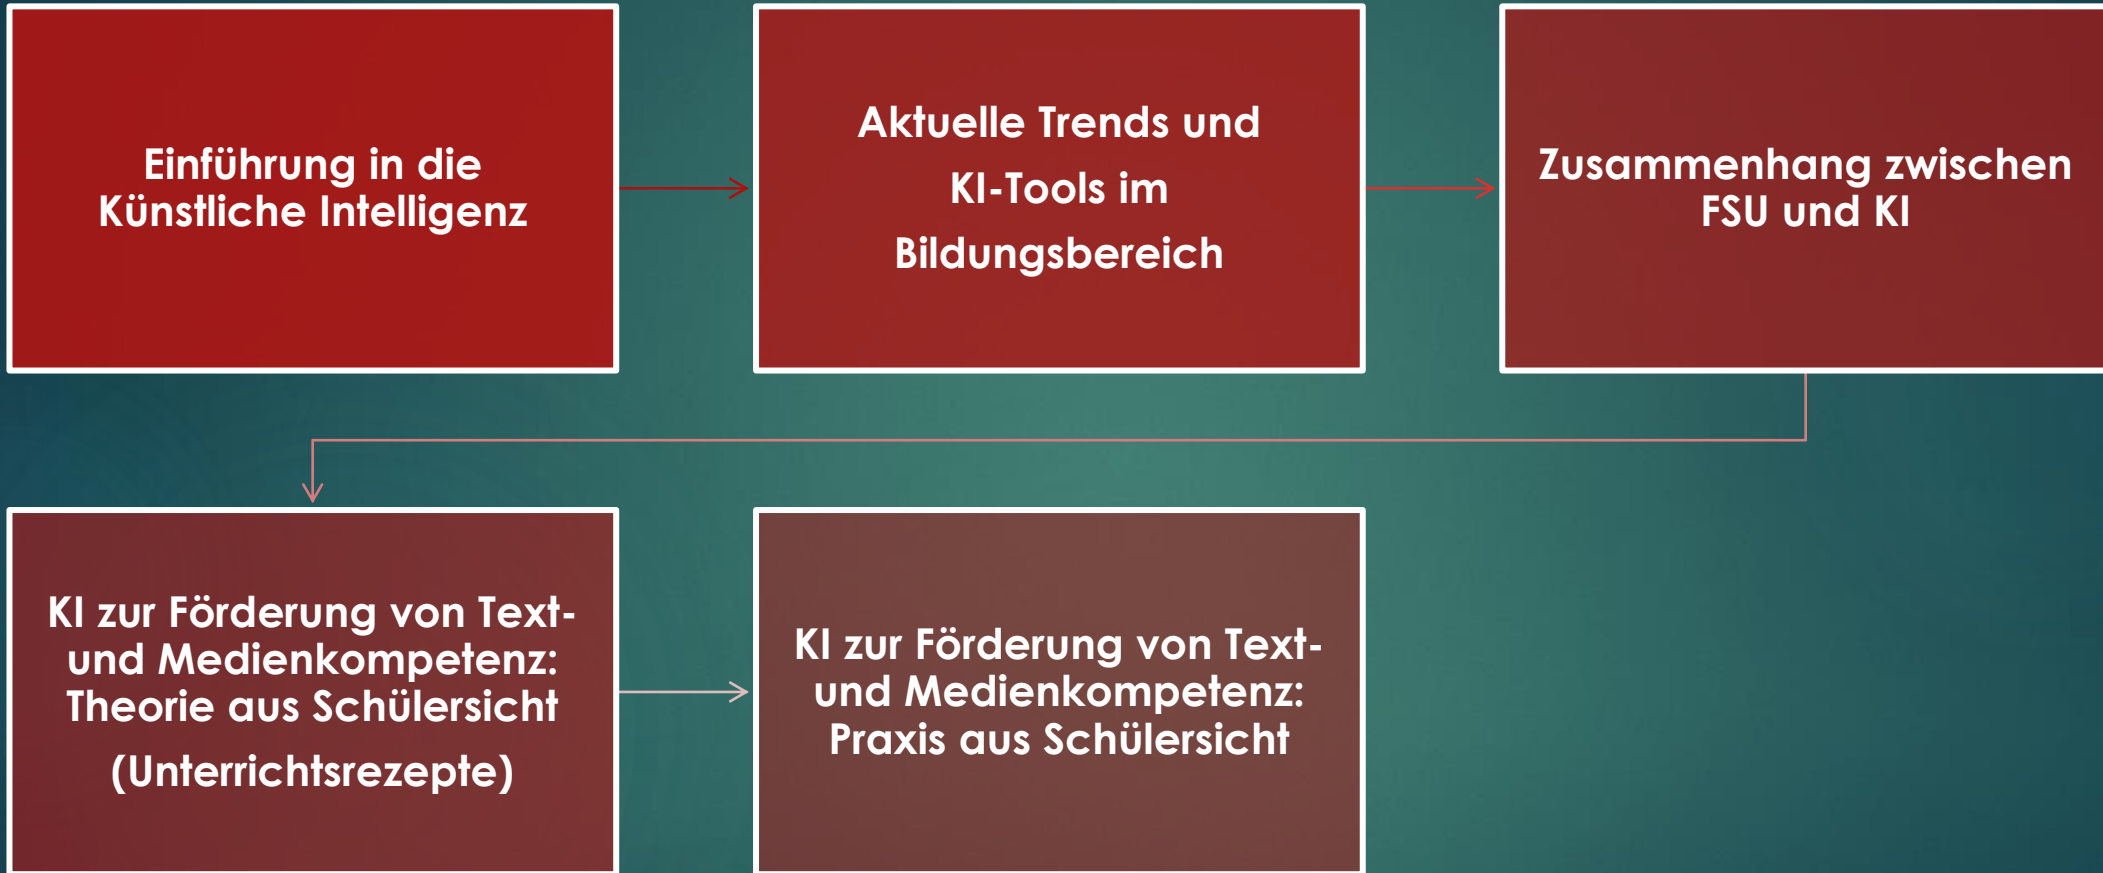 Einführung in die
Künstliche Intelligenz
Aktuelle Trends und
KI-Tools im
Bildungsbereich
Zusammenhang zwischen
FSU und KI
KI zur Förderung von Text-
und Medienkompetenz:
Theorie aus Schülersicht
(Unterrichtsrezepte)
KI zur Förderung von Text-
und Medienkompetenz:
Praxis aus Schülersicht